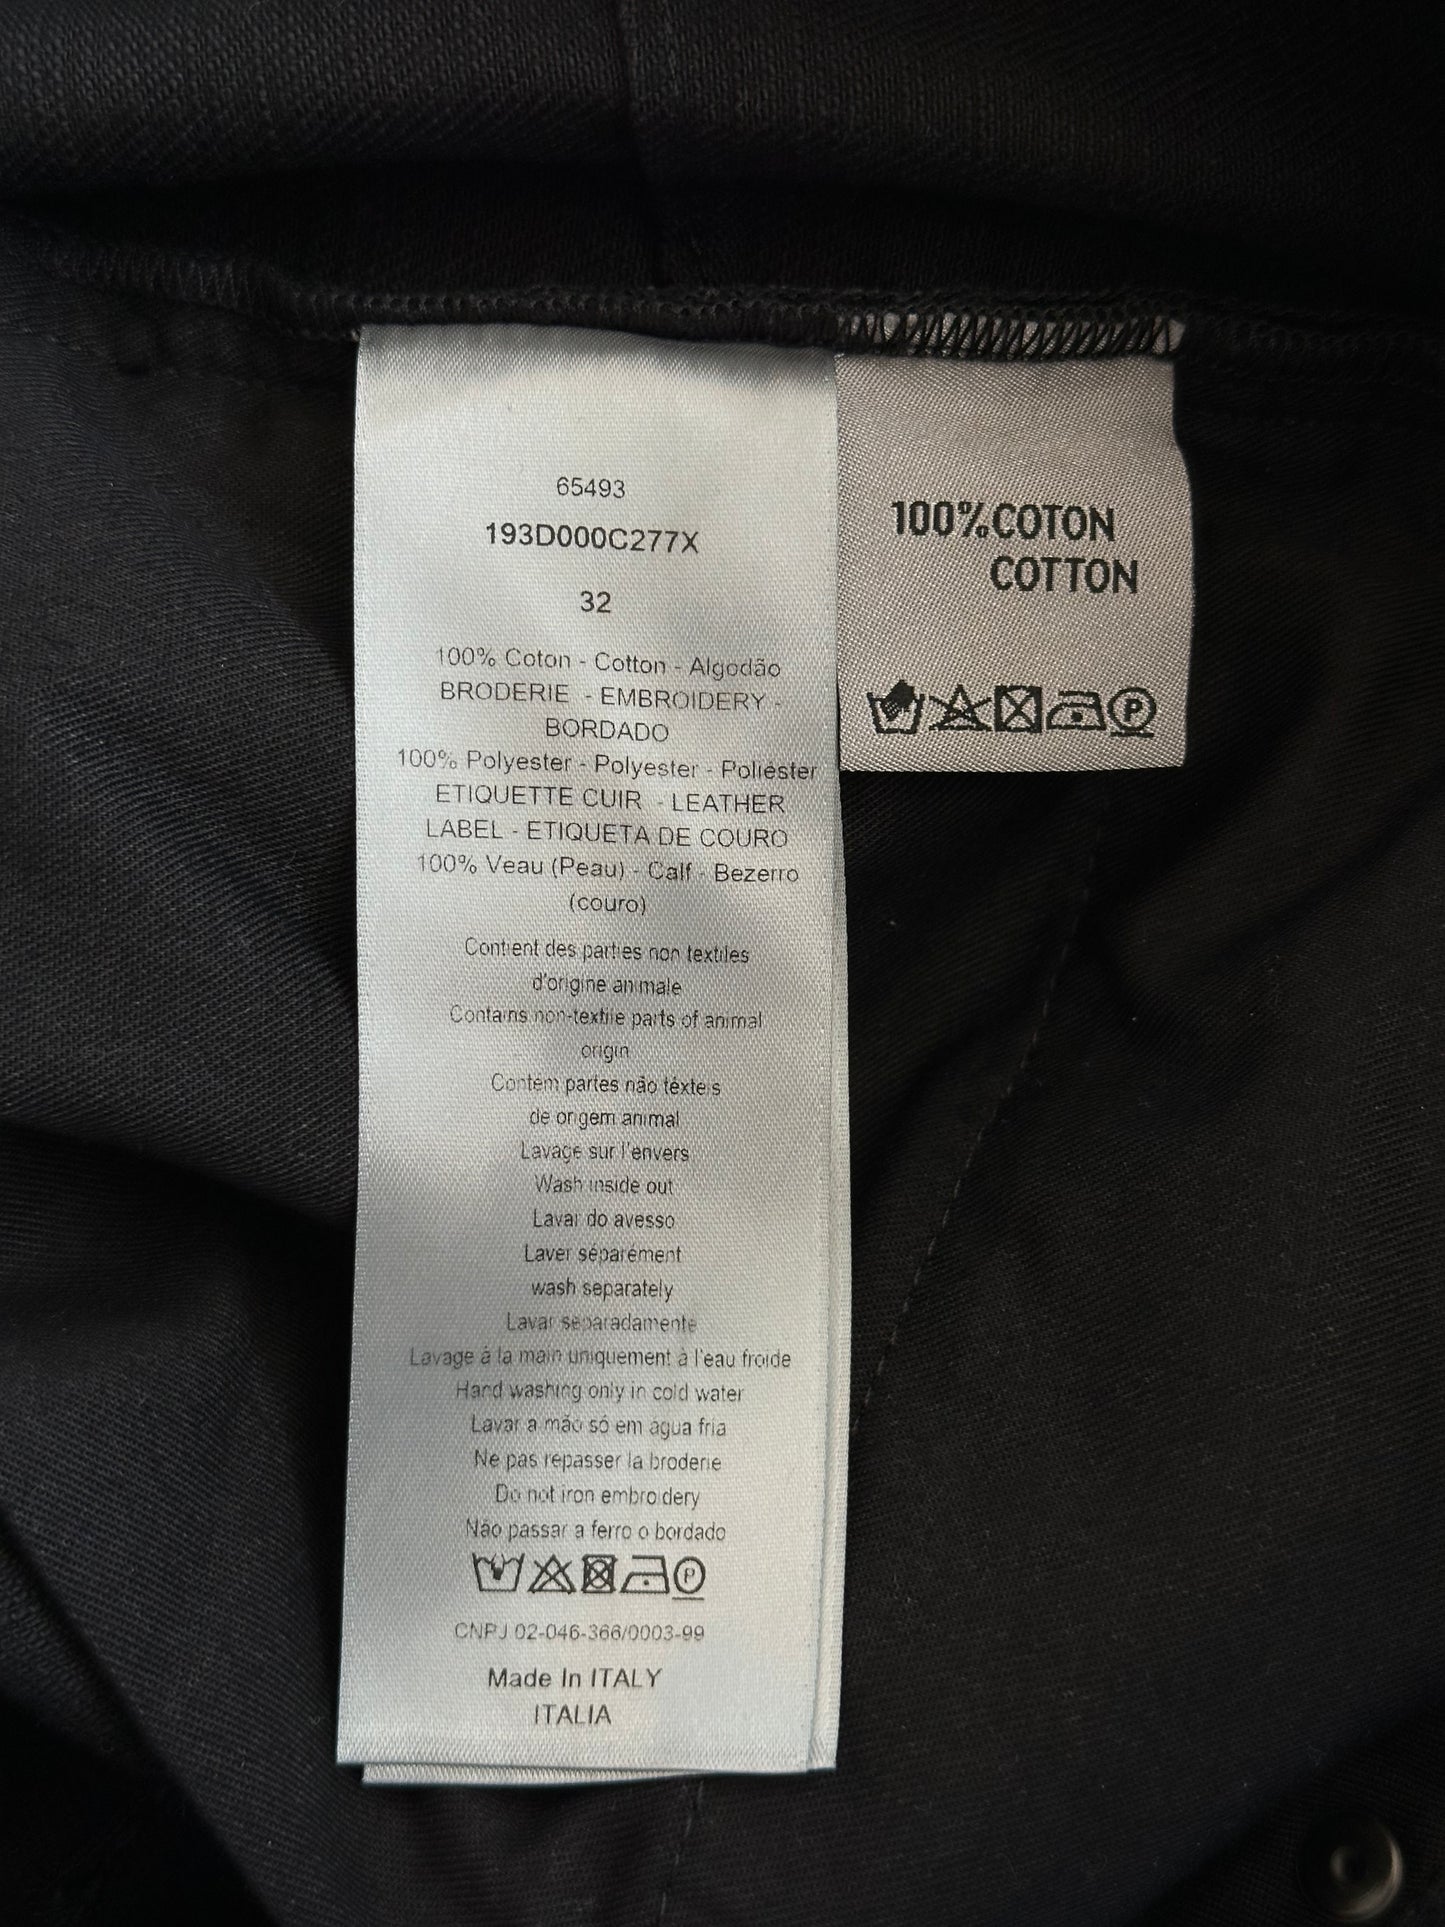 65493
193D000C277X
32
100% Coton - Cotton - Algodão
BRODERIE - EMBROIDERY -
BORDADO
100% Polyester - Polyester - Poliéster
ETIQUETTE CUIR - LEATHER
LABEL - ETIQUETA DE COURO
100% Veau (Peau) - Calf - Bezerro
(couro)
Contient des parties non textiles
d'origine animale
Contains non-textile parts of animal
origin
Contém partes não têxteis
de origem animal
Lavage sur l'envers
Wash inside out
Lavar do avesso
Laver séparément
wash separately
Lavar separadamente
Lavage à la main uniquement à l'eau froide
Hand washing only in cold water
Lavar a mão só em agua fria
Ne pas repasser la broderie
Do not iron embroidery
Não passar a ferro o bordado
P
CNPJ 02-046-366/0003-99
Made In ITALY
ITALIA
100%COTON
COTTON
P